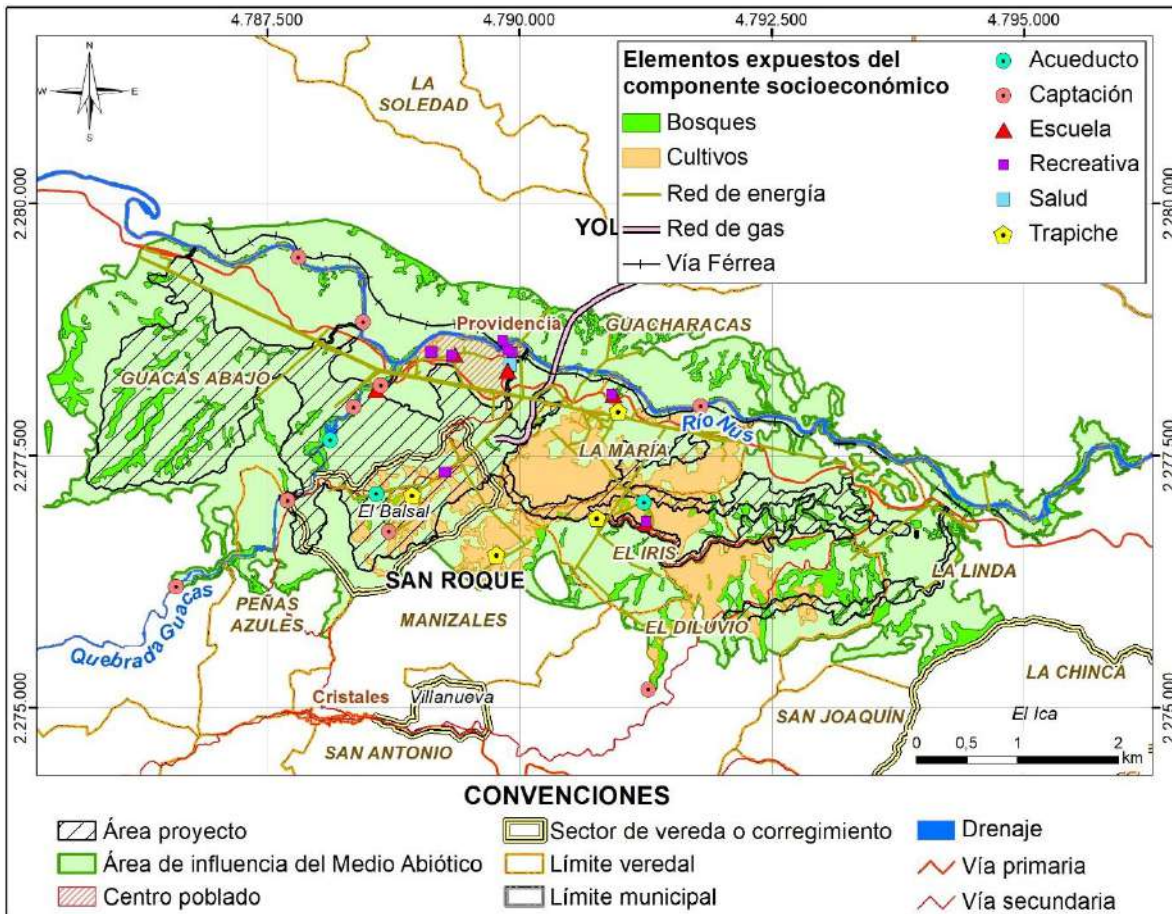 4.787.500
4.790.000
4.792.500
4.795.000
N
W
E
S
2.280.000
2.277.500
2.275.000
2.280.000
2.277.500
2.275.000
Elementos expuestos del
componente socioeconómico
Bosques
Cultivos
Red de energía
Red de gas
Vía Férrea
Acueducto
Captación
Escuela
Recreativa
Salud
Trapiche
LA
SOLEDAD
YOL
Providencia
GUACHARACAS
GUACAS ABAJO
Río Nus
LA MARÍA
El Balsal
EL IRIS
SAN ROQUE
LA LINDA
PEÑAS
AZULES
MANIZALES
EL DILUVIO
Quebrada Guacas
LA CHINCA
Cristales
Villanueva
SAN JOAQUÍN
El Ica
SAN ANTONIO
0
0,5
1
2
km
CONVENCIONES
Área proyecto
Área de influencia del Medio Abiótico
Centro poblado
Sector de vereda o corregimiento
Límite veredal
Límite municipal
Drenaje
Vía primaria
Vía secundaria